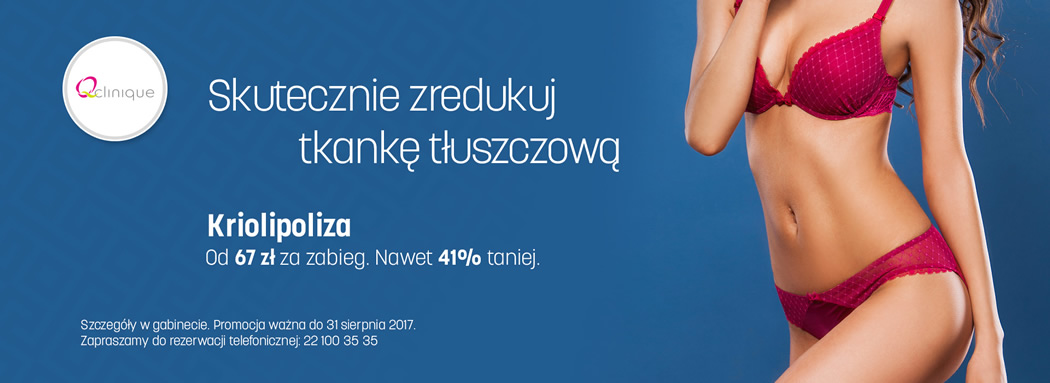 Qclinique
Skutecznie zredukuj
tkankę tłuszczową
Kriolipoliza
Od 67 zł za zabieg. Nawet 41% taniej.
Szczegóły w gabinecie. Promocja ważna do 31 sierpnia 2017.
Zapraszamy do rezerwacji telefonicznej: 22 100 35 35